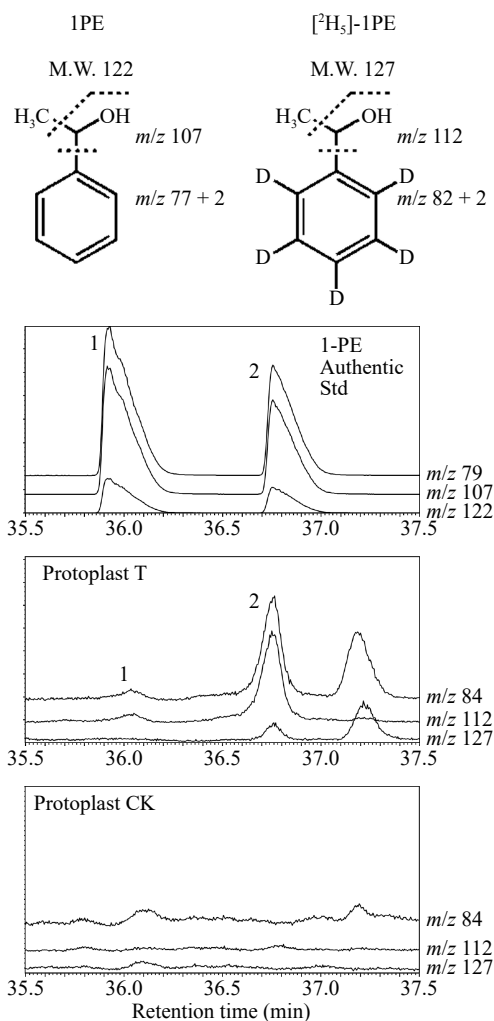 1PE
[²H₅]-1PE
M.W. 122
M.W. 127
H₃C
OH
m/z 107
m/z 77 + 2
H₃C
OH
m/z 112
D
D
m/z 82 + 2
D
D
D
1
2
1-PE
Authentic
Std
m/z 79
m/z 107
m/z 122
35.5 36.0 36.5 37.0 37.5
Protoplast T
1
2
m/z 84
m/z 112
m/z 127
35.5 36.0 36.5 37.0 37.5
Protoplast CK
m/z 84
m/z 112
m/z 127
35.5 36.0 36.5 37.0 37.5
Retention time (min)